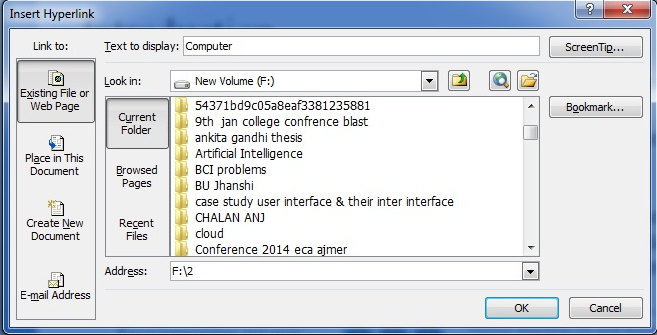 Insert Hyperlink
Link to:
Text to display: Computer
ScreenTip...
Existing File or
Web Page
Look in: New Volume (F:)
Bookmark...
Current
Folder
54371bd9c05a8eaf3381235881
9th jan college confrence blast
ankita gandhi thesis
Artificial Intelligence
BCI problems
BU Jhanshi
case study user interface & their inter interface
CHALAN ANJ
cloud
Conference 2014 eca ajmer
Place in This
Document
Browsed
Pages
Create New
Document
Recent
Files
E-mail Address
Address: F:\2
OK
Cancel